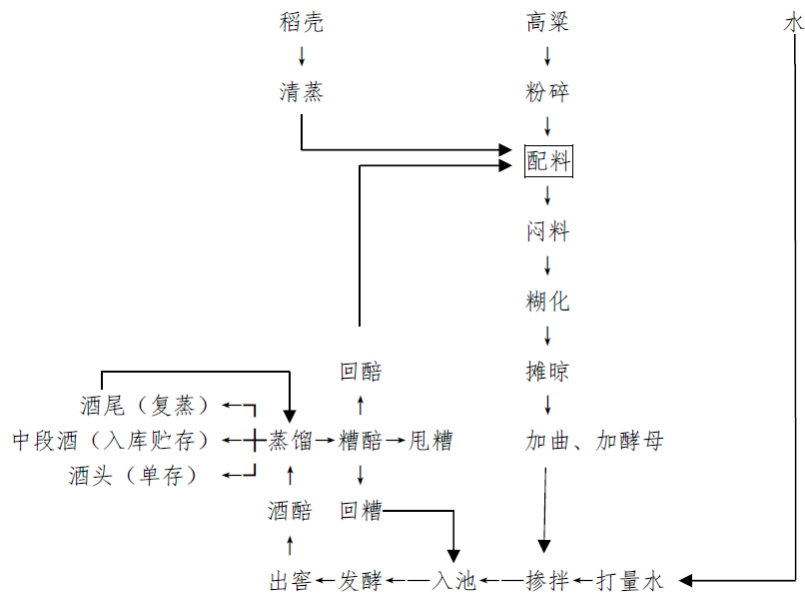 稻壳 高粱 水
清蒸 粉碎
配料
闷料
糊化
回醅 摊晾
酒尾（复蒸）
中段酒（入库贮存） 蒸馏 糟醅 甩糟 加曲、加酵母
酒头（单存）
酒醅 回糟
出窖 发酵 入池 掺拌 打量水